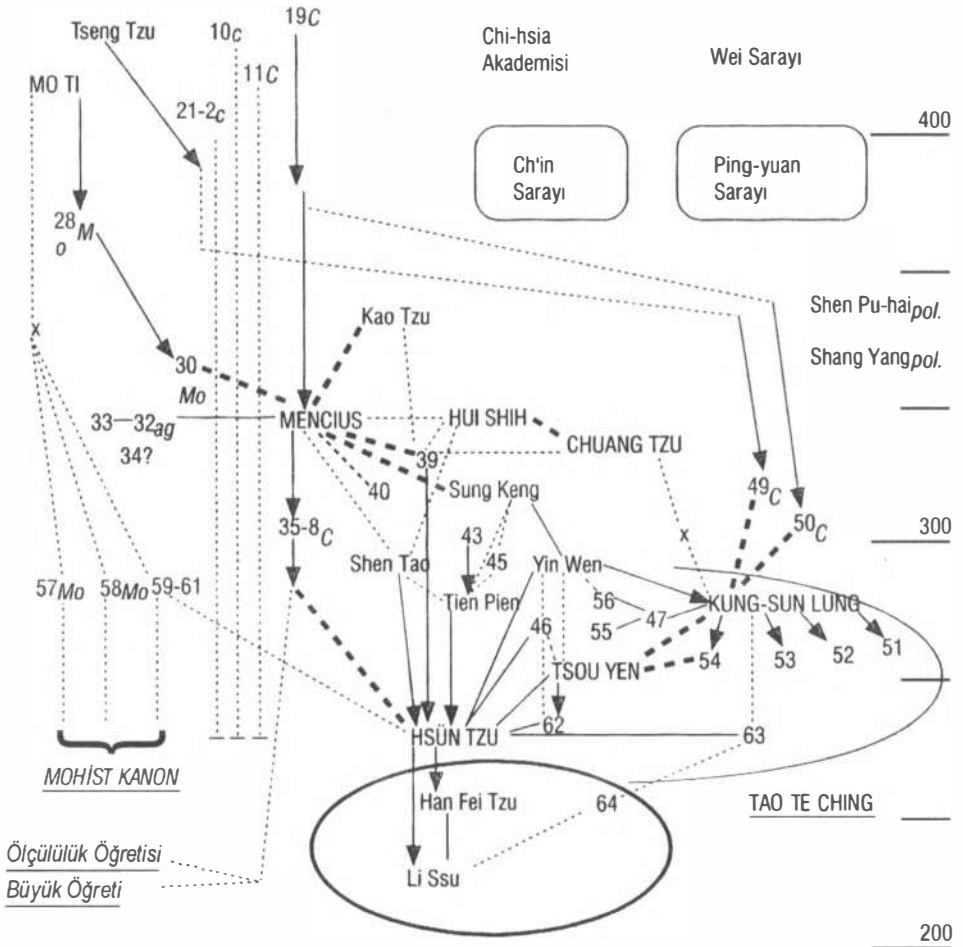 Tseng Tzu
10c
19C
Chi-hsia
Akademisi
Wei Sarayı
11C
MO TI
21-2c
400
Ch'in
Sarayı
Ping-yuan
Sarayı
28 M
o
Shen Pu-hai pol.
Kao Tzu
x
Shang Yang pol.
30
Mo
MENCIUS
HUI SHIH
33—32ag
34?
CHUANG TZU
39
40
Sung Keng
49C
50C
35-8C
43
x
300
45
Shen Tao
Yin Wen
57Mo
58Mo
59-61
Tien Pien
56
47
KUNG-SUN LUNG
46
55
54
53
52
51
TSOU YEN
62
HSÜN TZU
63
MOHİST KANON
Han Fei Tzu
64
TAO TE CHING
Ölçülülük Öğretisi
Büyük Öğreti
Li Ssu
200